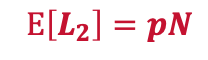 E[L₂] = pN